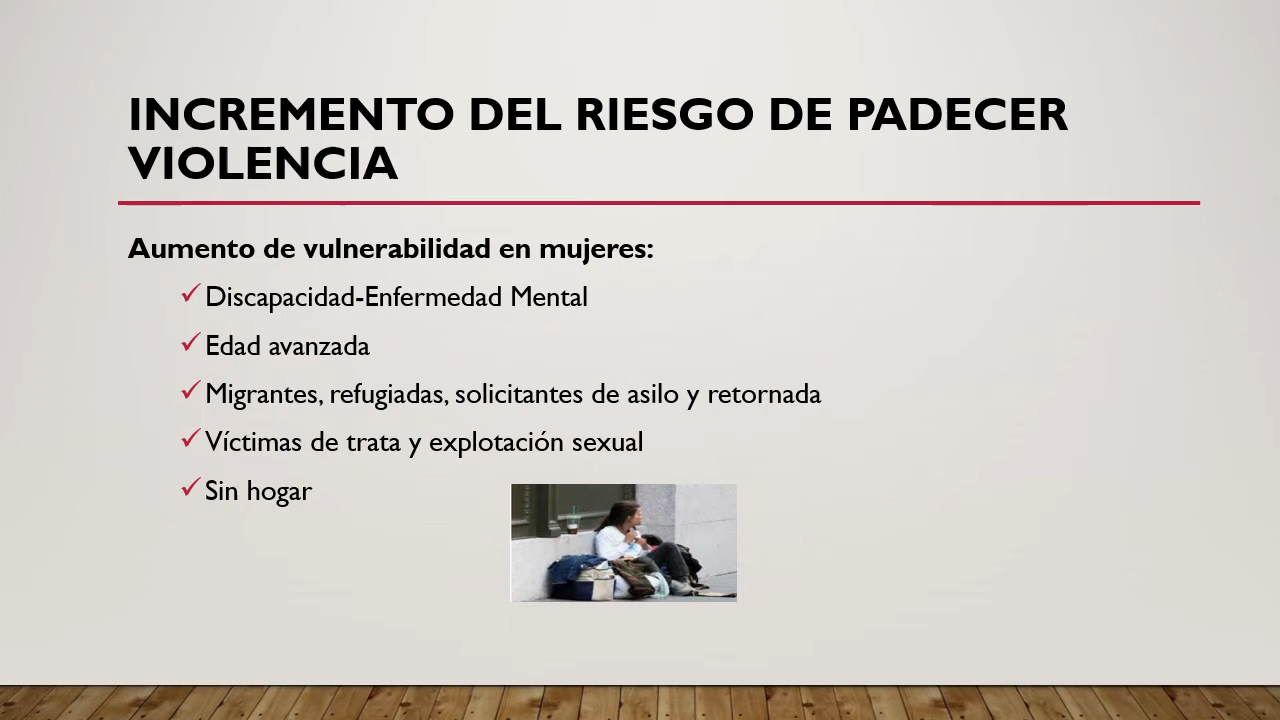 INCREMENTO DEL RIESGO DE PADECER
VIOLENCIA
Aumento de vulnerabilidad en mujeres:
✓Discapacidad-Enfermedad Mental
✓Edad avanzada
✓Migrantes, refugiadas, solicitantes de asilo y retornada
✓Víctimas de trata y explotación sexual
✓Sin hogar